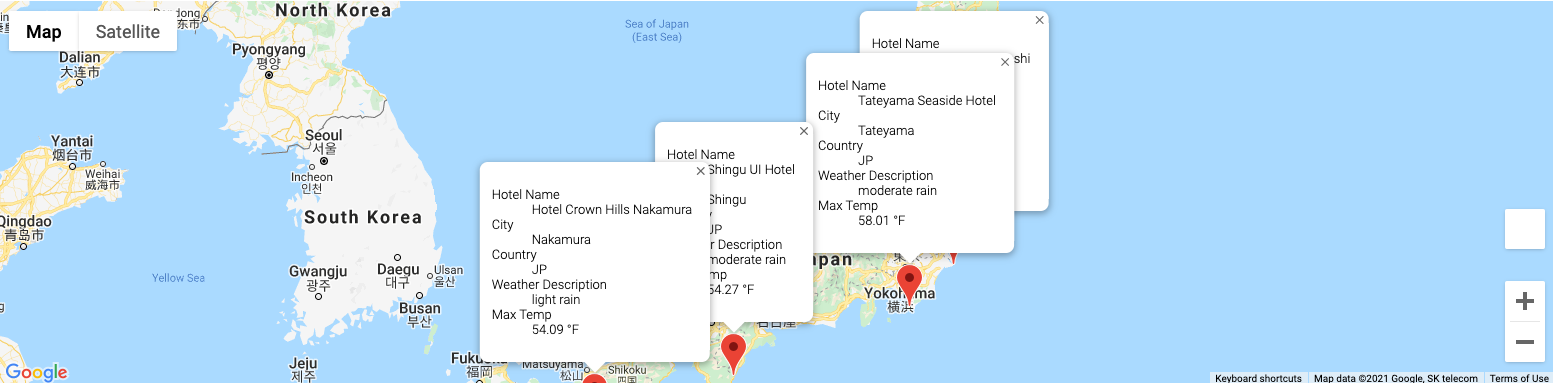 Map
Satellite
North Korea
Sea of Japan
(East Sea)
Dandong
Pyongyang
평양
Dalian
大连市
Yantai
烟台市
Weihai
威海市
Qingdao
青岛市
Seoul
서울
Incheon
인천
South Korea
Yellow Sea
Gwangju
광주
Daegu
대구
Ulsan
울산
Busan
부산
Jeju
제주
福岡
Matsuyama
松山
Shikoku
四国
Yokohama
横浜
Hotel Name
Hotel Crown Hills Nakamura
City
Nakamura
Country
JP
Weather Description
light rain
Max Temp
54.09 °F
Hotel Name
Shingu UI Hotel
Shingu
JP
Description
moderate rain
54.27 °F
Hotel Name
Tateyama Seaside Hotel
City
Tateyama
Country
JP
Weather Description
moderate rain
Max Temp
58.01 °F
Hotel Name
shi
Google
Keyboard shortcuts
Map data ©2021 Google, SK telecom
Terms of Use